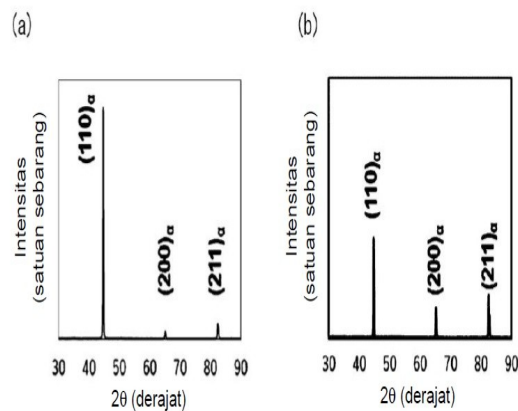 (a)
(110)α
(200)α
(211)α
Intensitas
(satuan sebarang)
30 40 50 60 70 80 90
2θ (derajat)
(b)
(110)α
(200)α
(211)α
Intensitas
(satuan sebarang)
30 40 50 60 70 80 90
2θ (derajat)